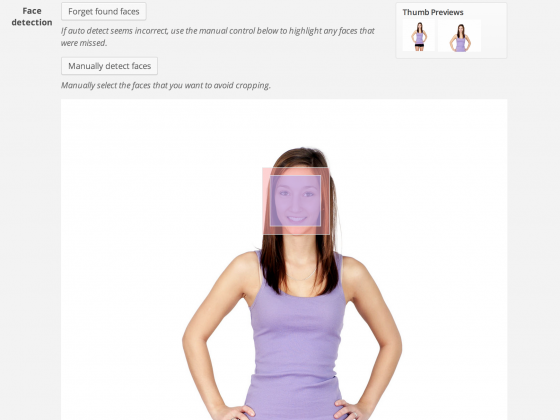 Face
detection
Forget found faces
If auto detect seems incorrect, use the manual control below to highlight any faces that
were missed.
Manually detect faces
Manually select the faces that you want to avoid cropping.
Thumb Previews